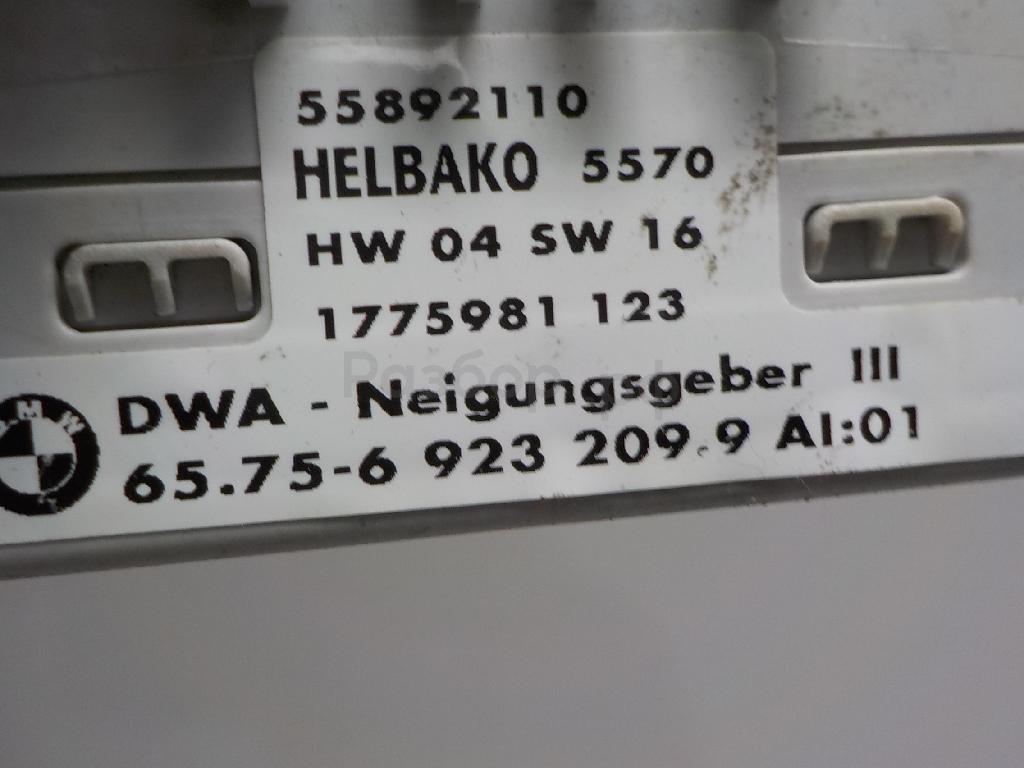 55892110
HELBAKO 5570
HW 04 SW 16
1775981 123
BMW
DWA - Neigungsgeber III
65.75-6 923 209.9 AI:01